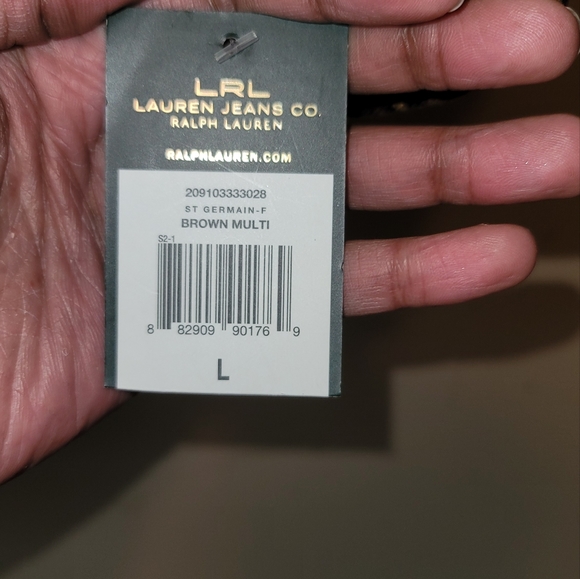 LRL
LAUREN JEANS CO.
RALPH LAUREN
RALPHLAUREN.COM
209103333028
ST GERMAIN-F
BROWN MULTI
S2-1
8 82909 90176 9
L